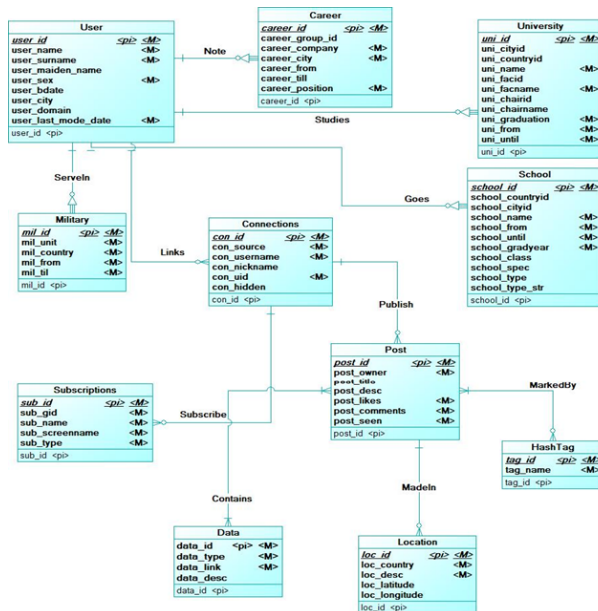 User
user_id <pi> <M>
user_name <M>
user_surname <M>
user_maiden_name
user_sex <M>
user_bdate
user_city
user_domain
user_last_mode_date <M>
user_id <pi>
Note
Career
career_id <pi> <M>
career_group_id
career_company <M>
career_city <M>
career_from
career_till
career_position <M>
career_id <pi>
University
uni_id <pi> <M>
uni_cityid
uni_countryid
uni_name <M>
uni_facid
uni_facname <M>
uni_chairid
uni_chairname
uni_graduation <M>
uni_from <M>
uni_until <M>
uni_id <pi>
Studies
ServeIn
Military
mil_id <pi> <M>
mil_unit <M>
mil_country <M>
mil_from <M>
mil_til <M>
mil_id <pi>
Links
Connections
con_id <pi> <M>
con_source <M>
con_username <M>
con_nickname
con_uid <M>
con_hidden
con_id <pi>
Goes
School
school_id <pi> <M>
school_countryid
school_cityid
school_name <M>
school_from <M>
school_until <M>
school_gradyear <M>
school_class
school_spec
school_type
school_type_str
school_id <pi>
Publish
Post
post_id <pi> <M>
post_owner <M>
post_title
post_desc
post_likes <M>
post_comments <M>
post_seen <M>
post_id <pi>
Subscriptions
sub_id <pi> <M>
sub_gid <M>
sub_name <M>
sub_screenname <M>
sub_type <M>
sub_id <pi>
Subscribe
MarkedBy
HashTag
tag_id <pi> <M>
tag_name <M>
tag_id <pi>
Contains
MadeIn
Data
data_id <pi> <M>
data_type <M>
data_link <M>
data_desc
data_id <pi>
Location
loc_id <pi> <M>
loc_country <M>
loc_desc <M>
loc_latitude
loc_longitude
loc_id <pi>